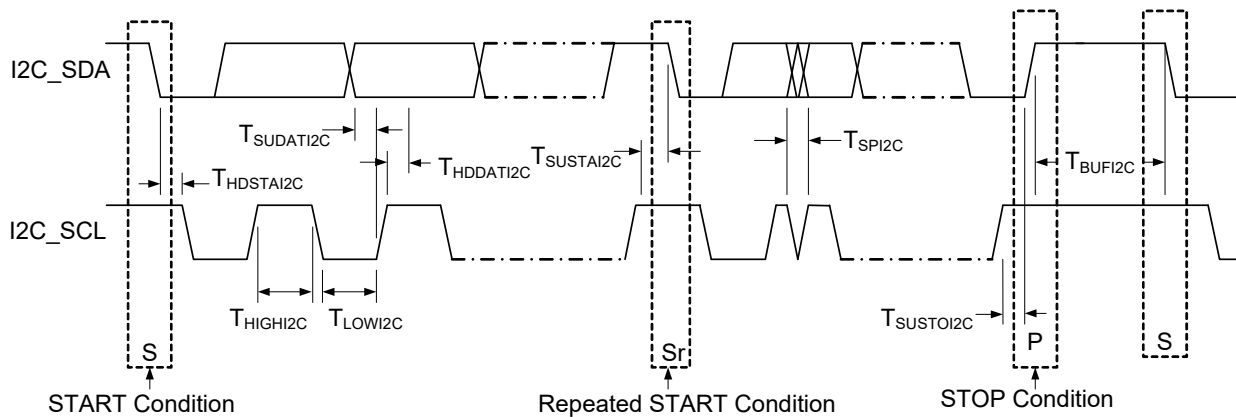 I2C_SDA
TSUDATI2C
THDDATI2C
TSUSTAI2C
TSPI2C
TBUFI2C
THDSTAI2C
I2C_SCL
THIGHI2C
TLOWI2C
TSUSTOI2C
S
Sr
P
S
START Condition
Repeated START Condition
STOP Condition